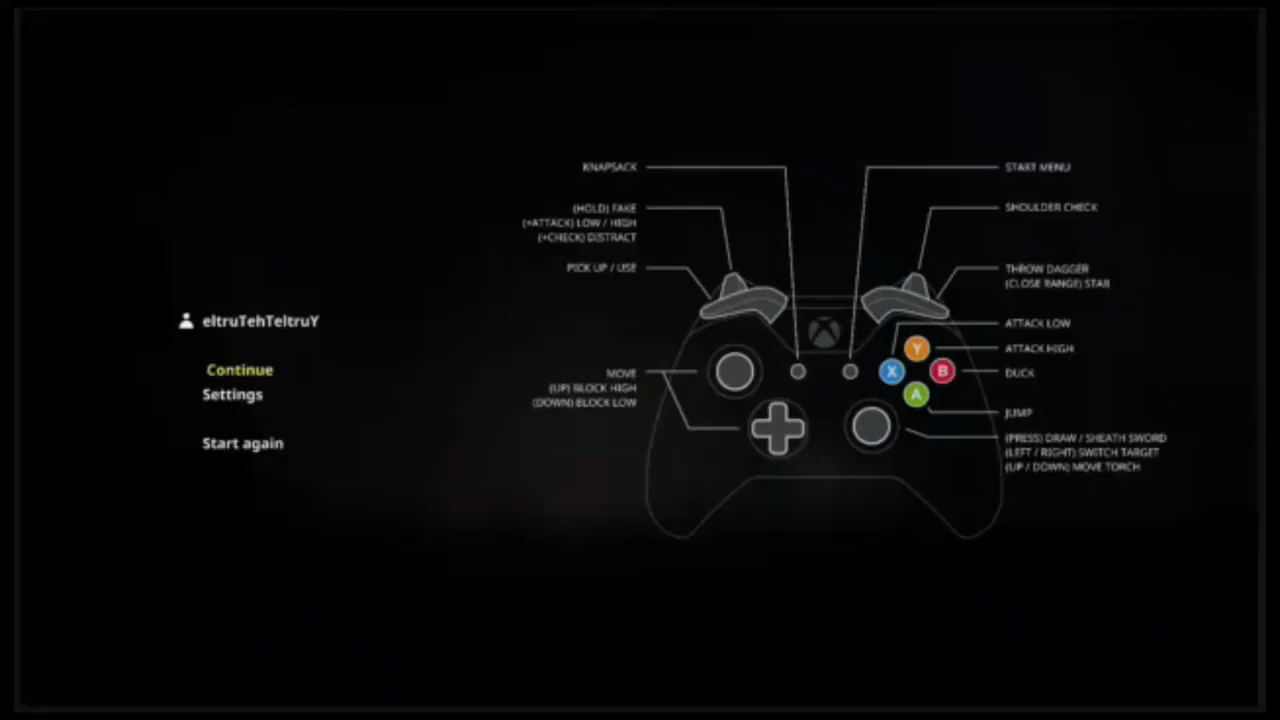 KNAPSACK
START MENU
(HOLD) FAKE
(+ATTACK) LOW / HIGH
(+CHECK) DISTRACT
SHOULDER CHECK
PICK UP / USE
THROW DAGGER
(CLOSE RANGE) STAB
eltruTehTeltruY
ATTACK LOW
Y
ATTACK HIGH
Continue
MOVE
(UP) BLOCK HIGH
(DOWN) BLOCK LOW
X
B
DUCK
Settings
A
JUMP
Start again
(PRESS) DRAW / SHEATH SWORD
(LEFT / RIGHT) SWITCH TARGET
(UP / DOWN) MOVE TORCH